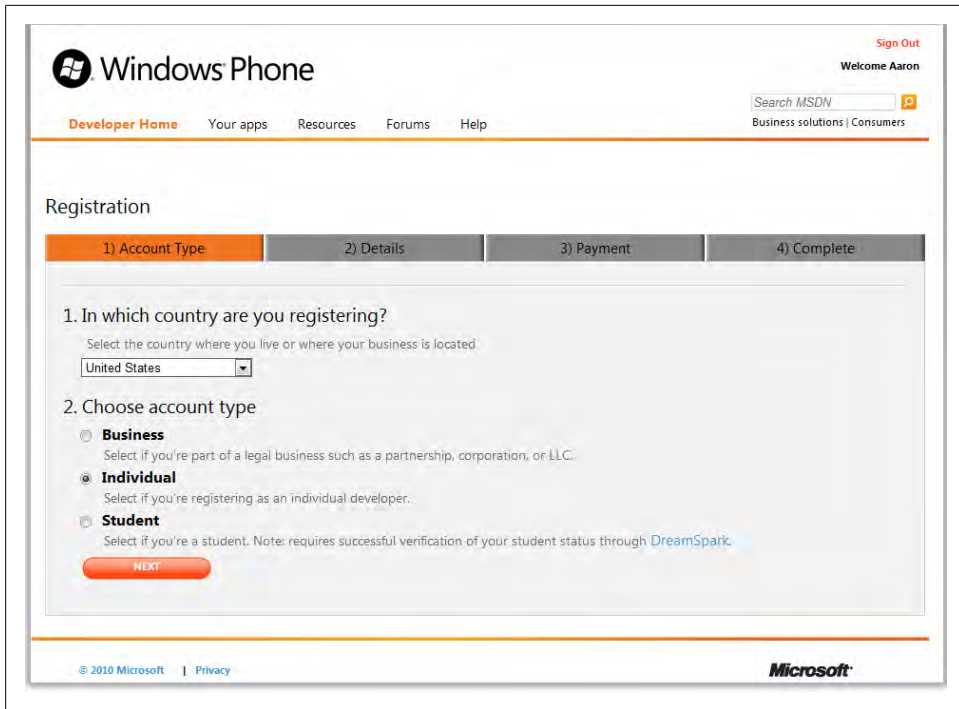 Sign Out
Windows Phone
Welcome Aaron
Search MSDN
Developer Home Your apps Resources Forums Help
Business solutions | Consumers
Registration
1) Account Type 2) Details 3) Payment 4) Complete
1. In which country are you registering?
Select the country where you live or where your business is located
United States
2. Choose account type
Business
Select if you're part of a legal business such as a partnership, corporation, or LLC.
Individual
Select if you're registering as an individual developer.
Student
Select if you're a student. Note: requires successful verification of your student status through DreamSpark.
NEXT
© 2010 Microsoft | Privacy
Microsoft